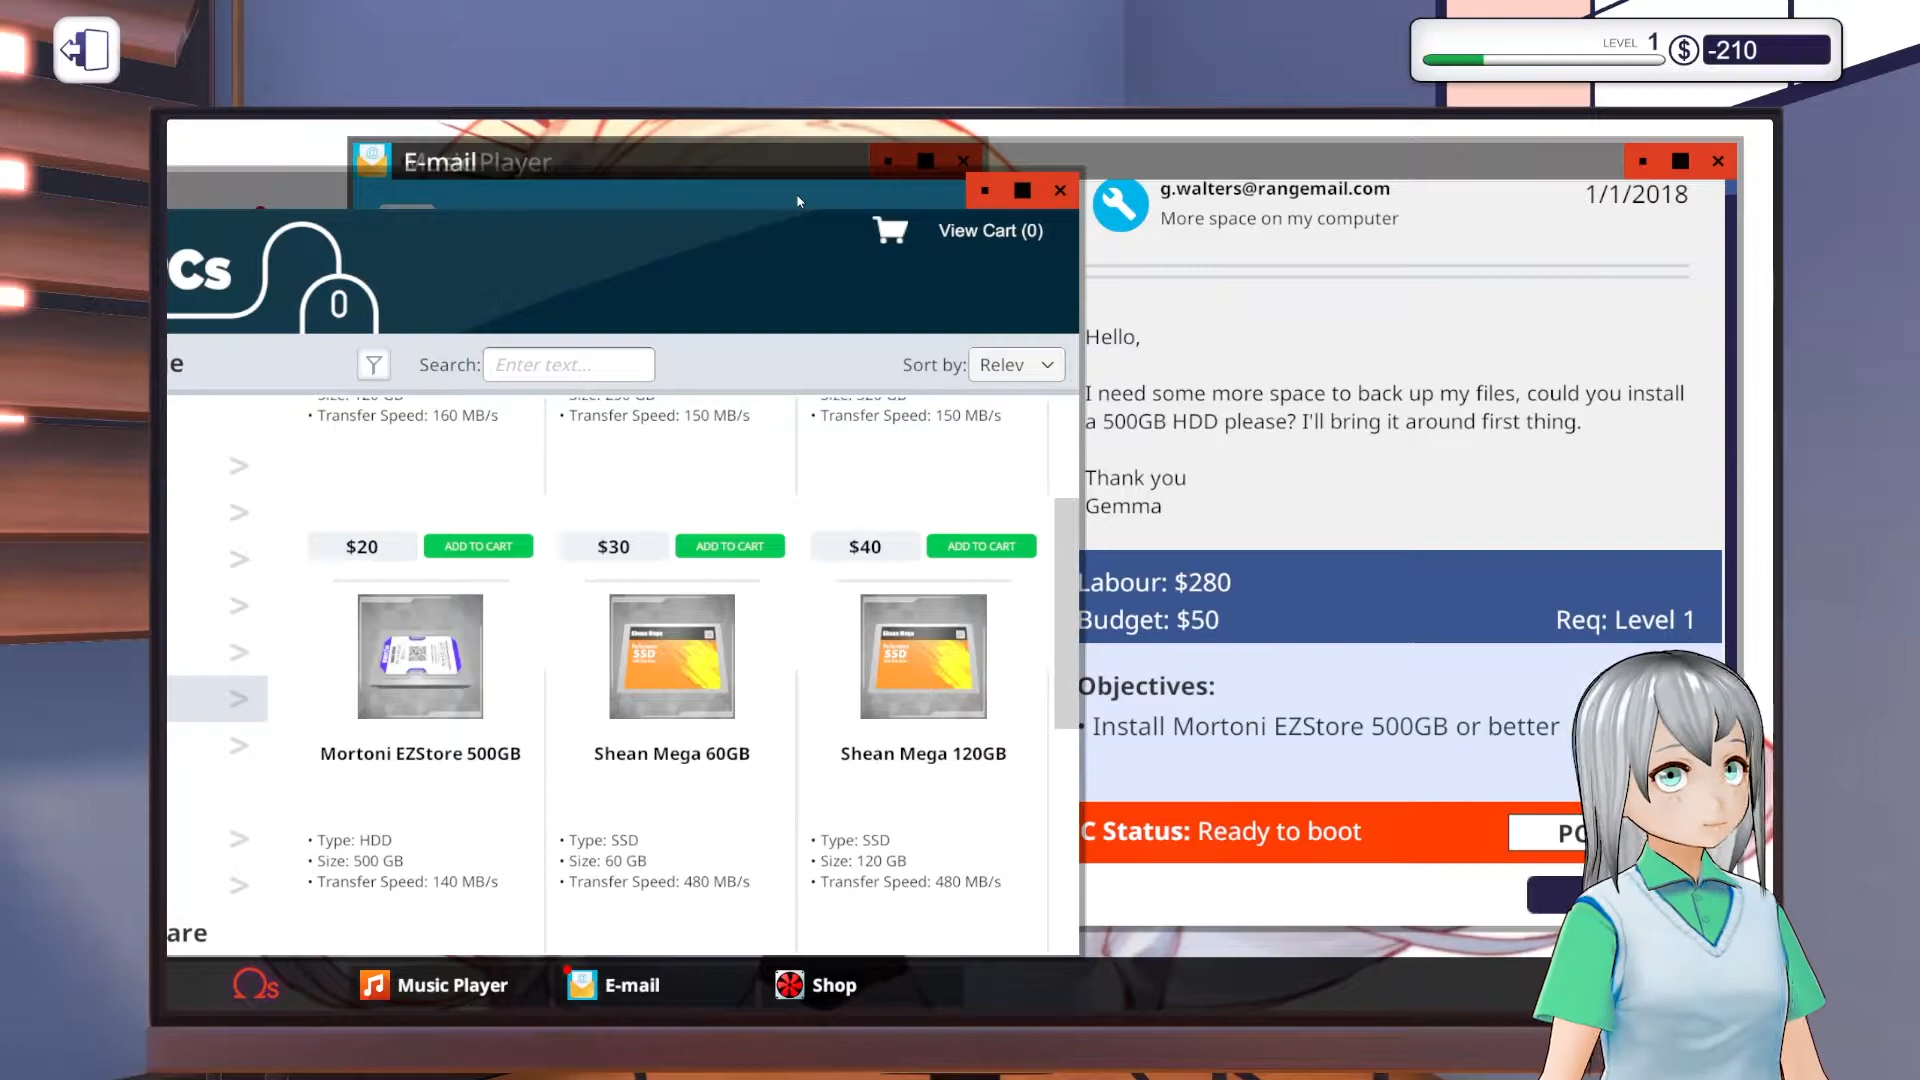 LEVEL 1 $ -210
E-mail Player
g.walters@rangemail.com 1/1/2018
More space on my computer
View Cart (0)
Cs
e Search: Enter text... Sort by: Relev
• Transfer Speed: 160 MB/s • Transfer Speed: 150 MB/s • Transfer Speed: 150 MB/s
$20 ADD TO CART $30 ADD TO CART $40 ADD TO CART
Mortoni EZStore 500GB Shean Mega 60GB Shean Mega 120GB
• Type: HDD • Type: SSD • Type: SSD
• Size: 500 GB • Size: 60 GB • Size: 120 GB
• Transfer Speed: 140 MB/s • Transfer Speed: 480 MB/s • Transfer Speed: 480 MB/s
are
Hello,
I need some more space to back up my files, could you install
a 500GB HDD please? I'll bring it around first thing.
Thank you
Gemma
Labour: $280
Budget: $50 Req: Level 1
Objectives:
• Install Mortoni EZStore 500GB or better
C Status: Ready to boot PC
Ωs Music Player E-mail Shop